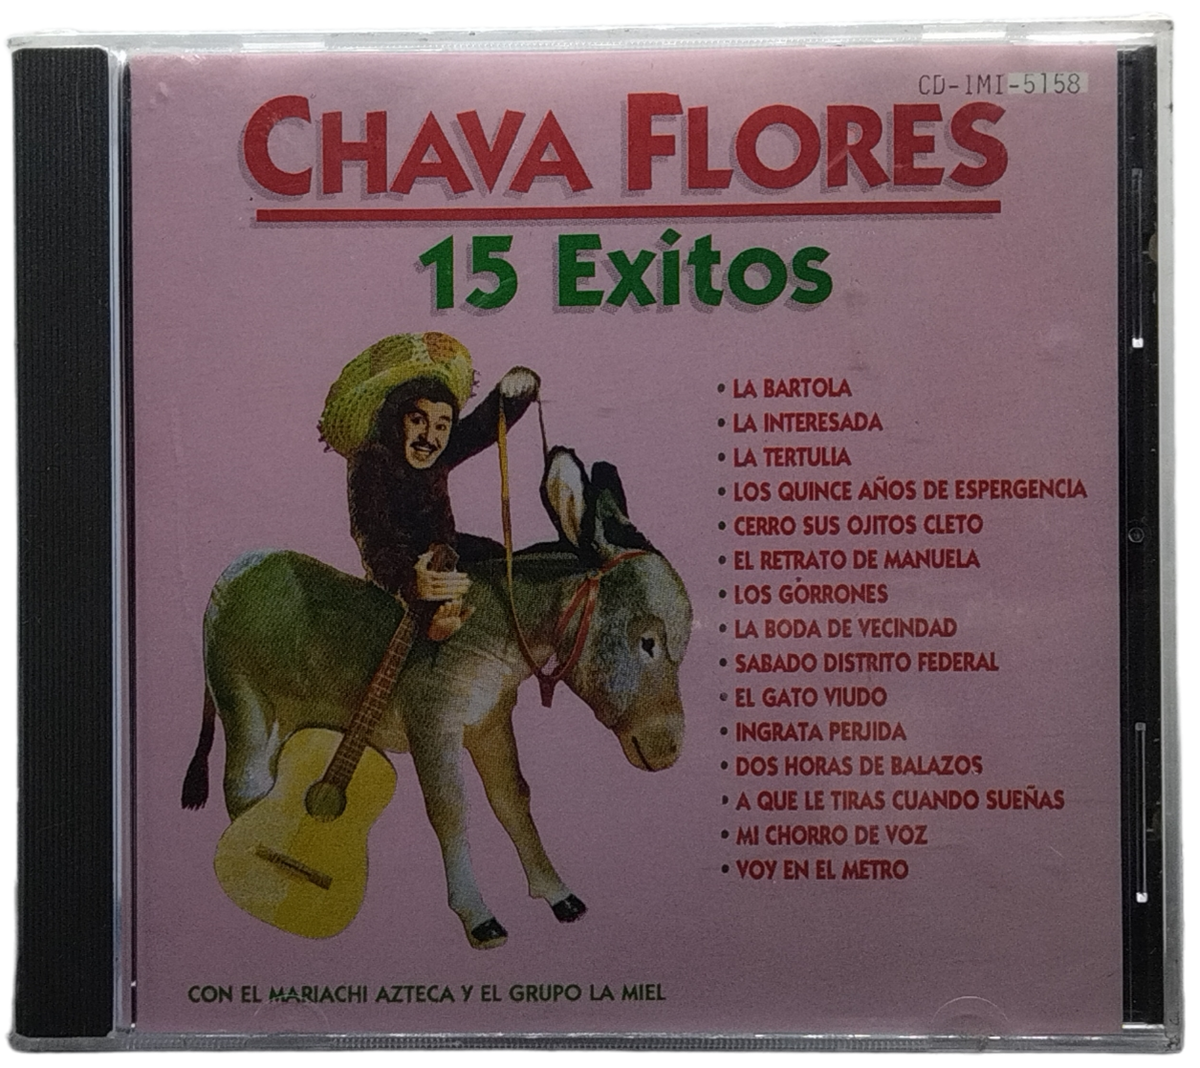 CD-IMI-5158
CHAVA FLORES
15 Exitos
• LA BARTOLA
• LA INTERESADA
• LA TERTULIA
• LOS QUINCE AÑOS DE ESPERGENCIA
• CERRO SUS OJITOS CLETO
• EL RETRATO DE MANUELA
• LOS GORRONES
• LA BODA DE VECINDAD
• SABADO DISTRITO FEDERAL
• EL GATO VIUDO
• INGRATA PERJIDA
• DOS HORAS DE BALAZOS
• A QUE LE TIRAS CUANDO SUEÑAS
• MI CHORRO DE VOZ
• VOY EN EL METRO
CON EL MARIACHI AZTECA Y EL GRUPO LA MIEL